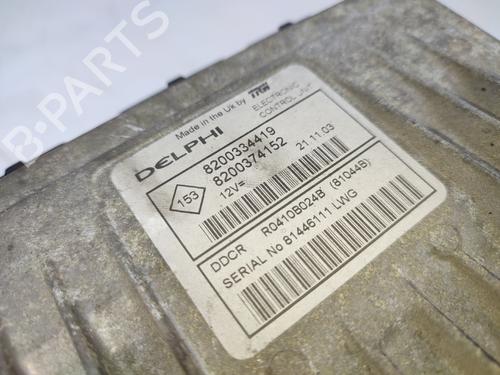 B-PARTS
Made in the Uk by TRW
DELPHI
ELECTRONIC
CONTROL UNIT
153
8200334419
8200374152
12V=
21 11.03
DDCR R0410B024B (81044B)
SERIAL No 81446111 LWG